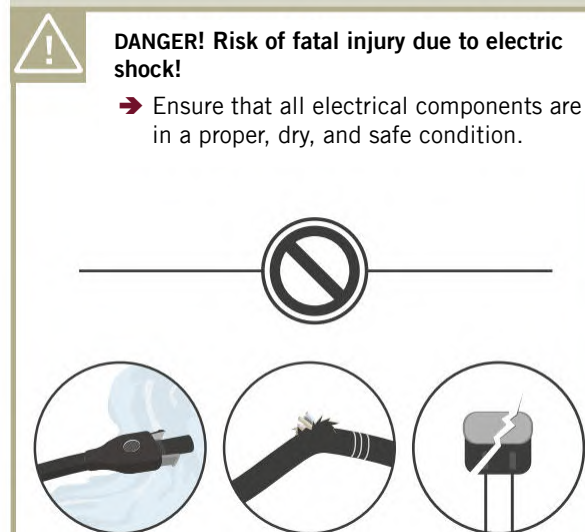 DANGER! Risk of fatal injury due to electric
shock!
➔ Ensure that all electrical components are
in a proper, dry, and safe condition.